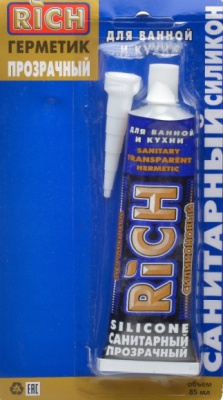 RiCH
ГЕРМЕТИК
ПРОЗРАЧНЫЙ
ДЛЯ ВАННОЙ
И КУХНИ
САНИТАРНЫЙ СИЛИКОН
ДЛЯ ВАННОЙ
И КУХНИ
SANITARY
TRANSPARENT
HERMETIC
RiCH
SILICONE
САНИТАРНЫЙ
ПРОЗРАЧНЫЙ
EAC
объем
85 мл